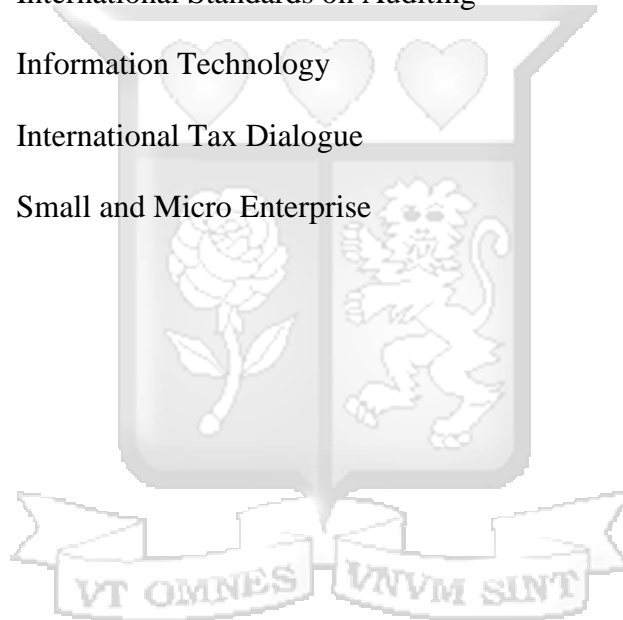 International Standards on Auditing
Information Technology
International Tax Dialogue
Small and Micro Enterprise
VT OMNES VNVM SINT